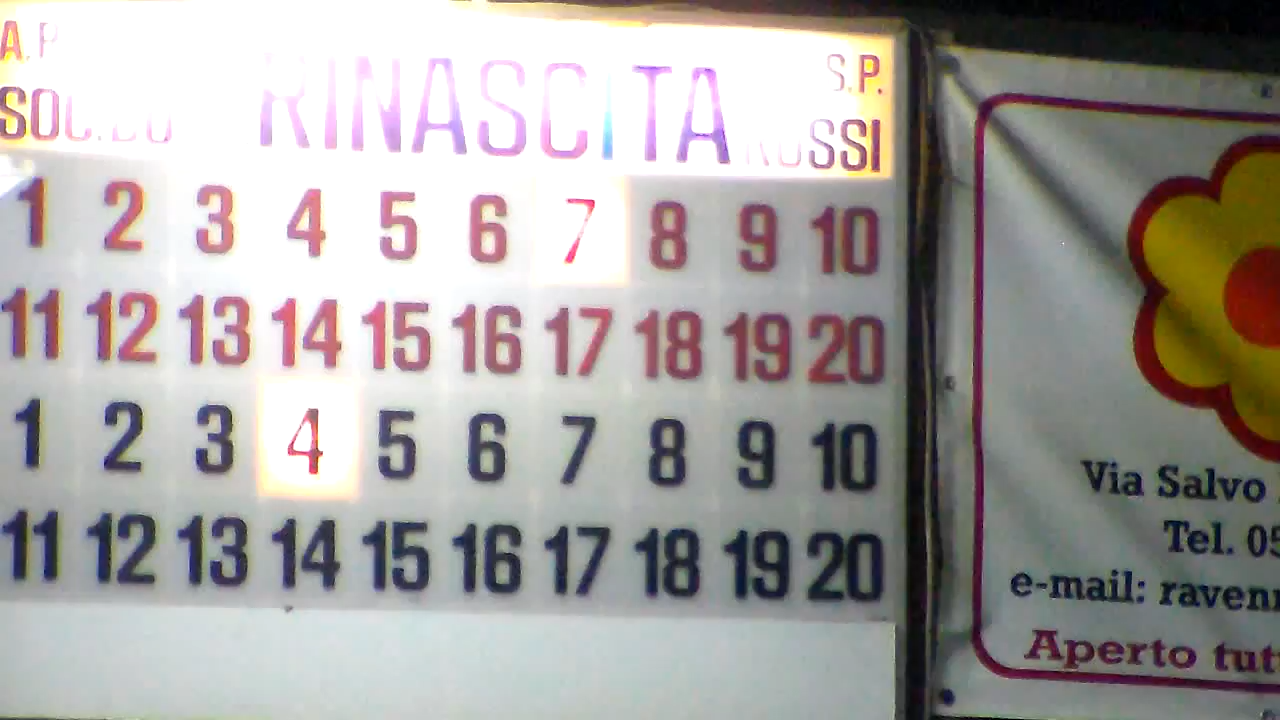 A.P
S.P.
RINASCITA
1 2 3 4 5 6 7 8 9 10
11 12 13 14 15 16 17 18 19 20
1 2 3 4 5 6 7 8 9 10
11 12 13 14 15 16 17 18 19 20
Via Salvo
Tel. 05
e-mail: raven
Aperto tut